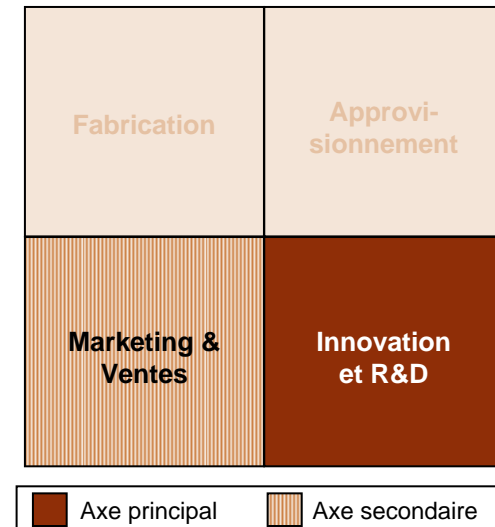 Fabrication
Approvi-
sionnement
Marketing &
Ventes
Innovation
et R&D
Axe principal
Axe secondaire